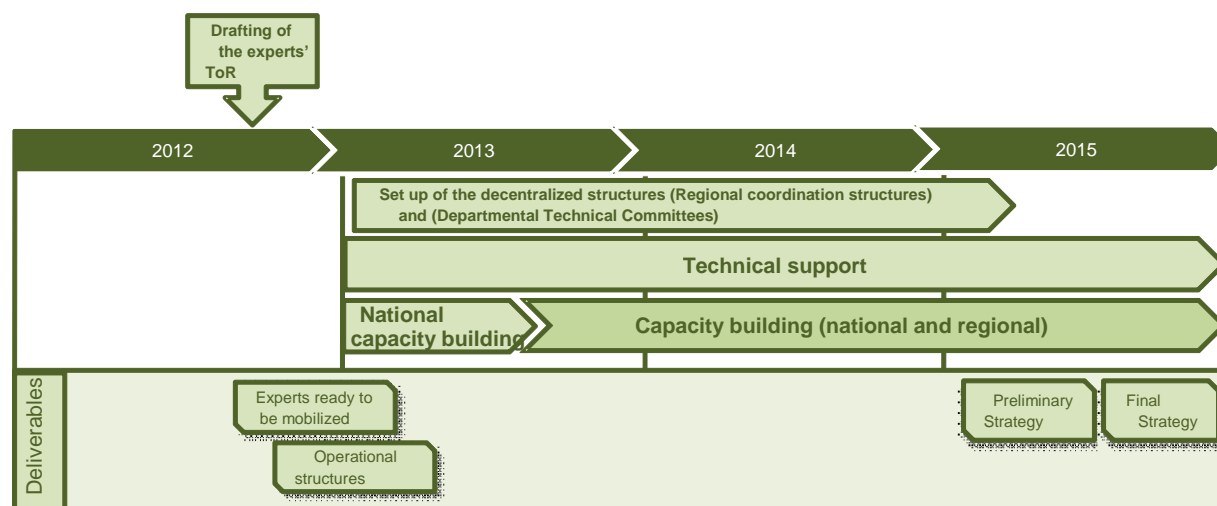 Drafting of
the experts’
ToR
2012
2013
2014
2015
Set up of the decentralized structures (Regional coordination structures)
and (Departmental Technical Committees)
Technical support
National
capacity building
Capacity building (national and regional)
Deliverables
Experts ready to
be mobilized
Operational
structures
Preliminary
Strategy
Final
Strategy